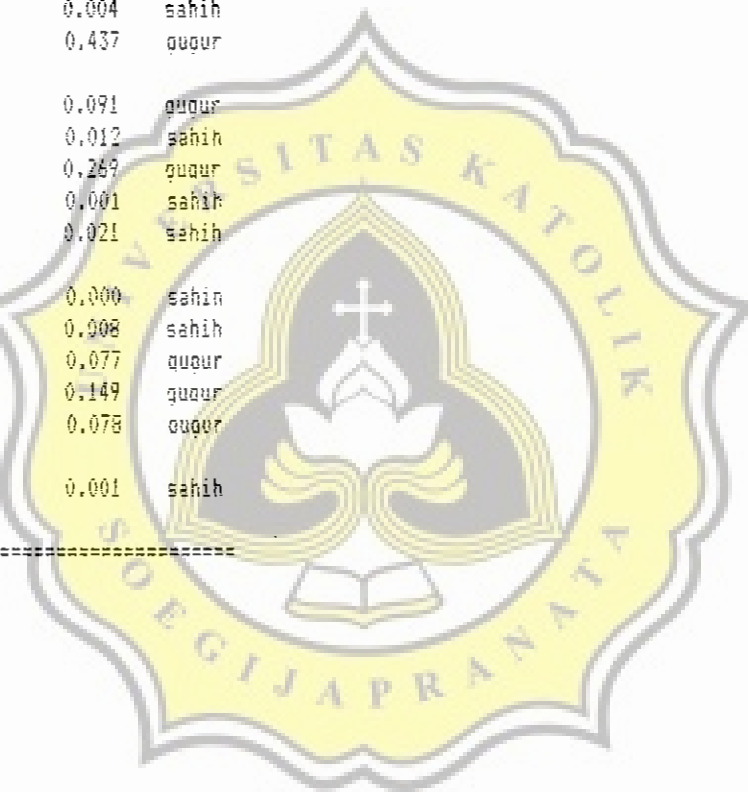 0.004 sahih
0.437 gugur
0.091 gugur
0.012 sahih
0.269 gugur
0.001 sahih
0.021 sahih
0.000 sahih
0.008 sahih
0.077 gugur
0.149 gugur
0.078 gugur
0.001 sahih
=====================
UNIVERSITAS KATOLIK
SOEGIJAPRANATA